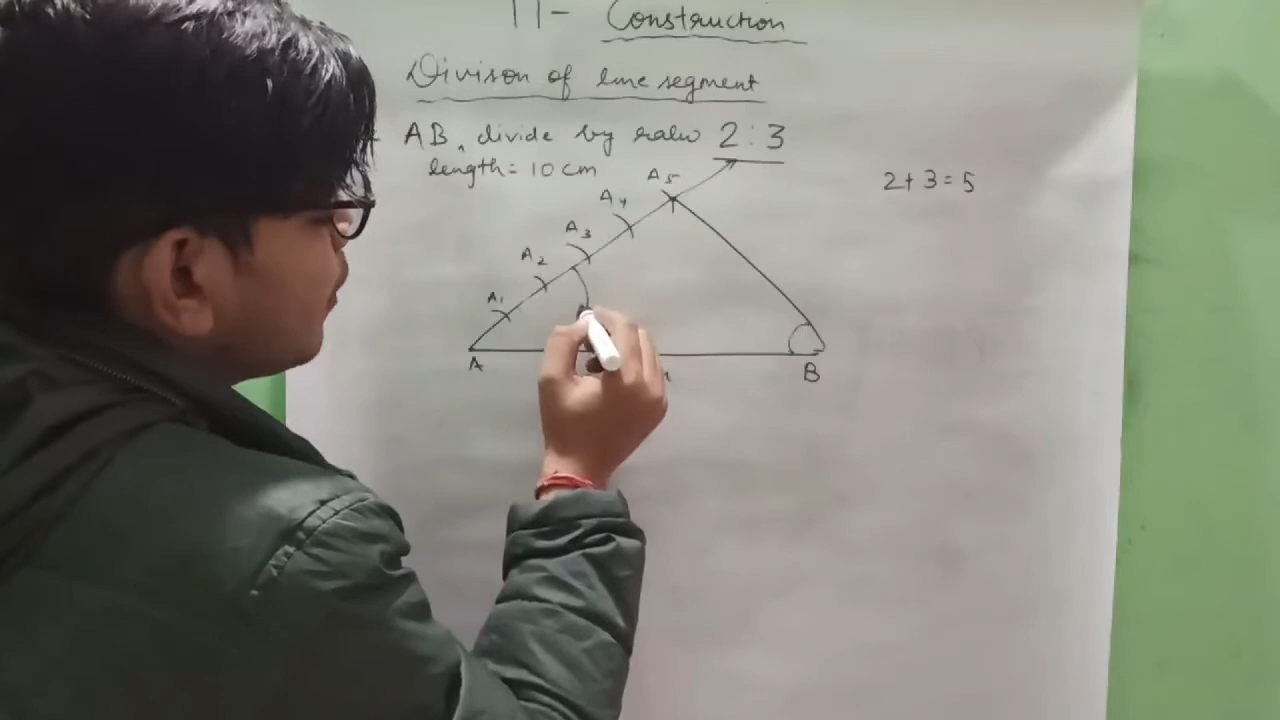 11- Construction
Divison of line segment
AB, divide by ratio 2:3
length = 10 cm
2+3=5
A5
A4
A3
A2
A1
A
B